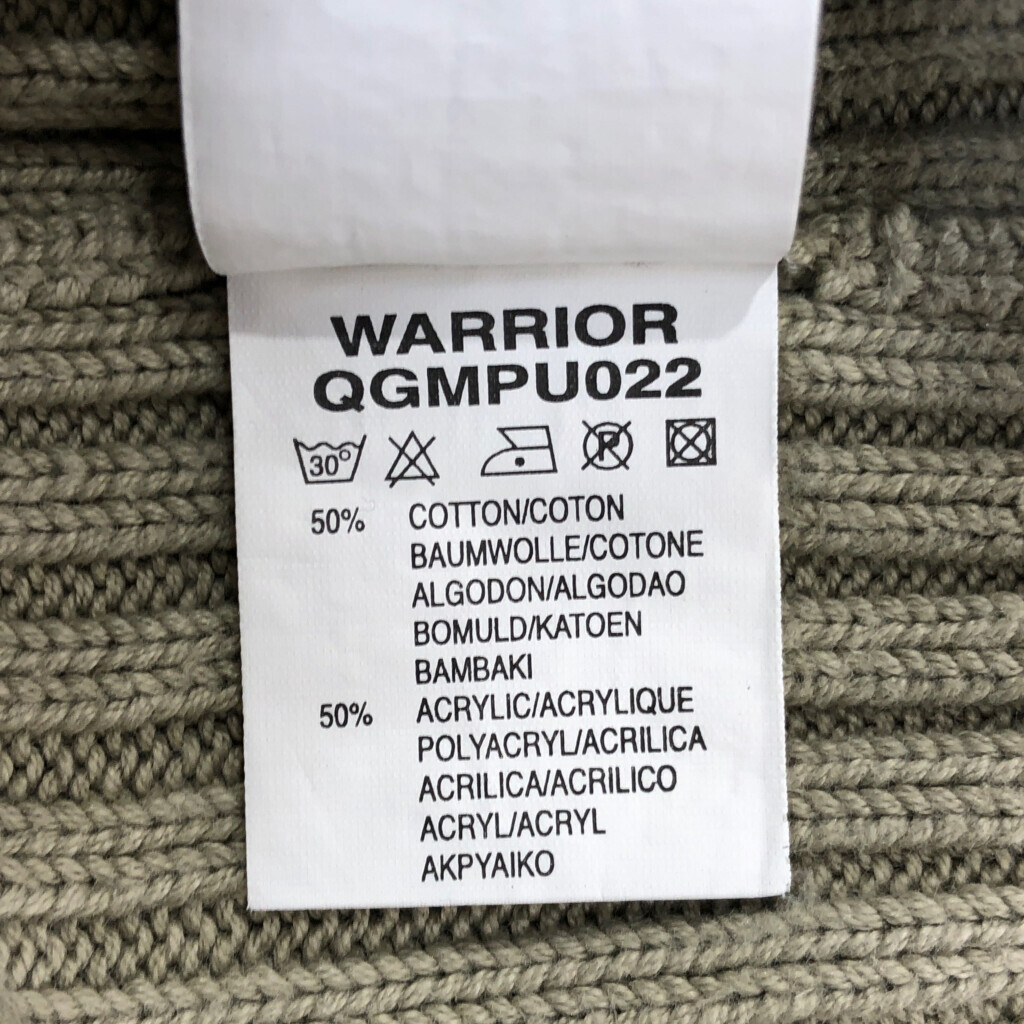 WARRIOR
QGMPU022
30° P
50% COTTON/COTON
BAUMWOLLE/COTONE
ALGODON/ALGODAO
BOMULD/KATOEN
BAMBAKI
50% ACRYLIC/ACRYLIQUE
POLYACRYL/ACRILICA
ACRILICA/ACRILICO
ACRYL/ACRYL
AKPYAIKO